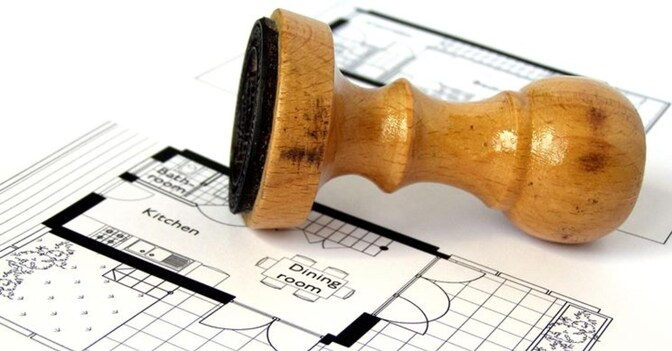 Bath-
room
Kitchen
Dining
room